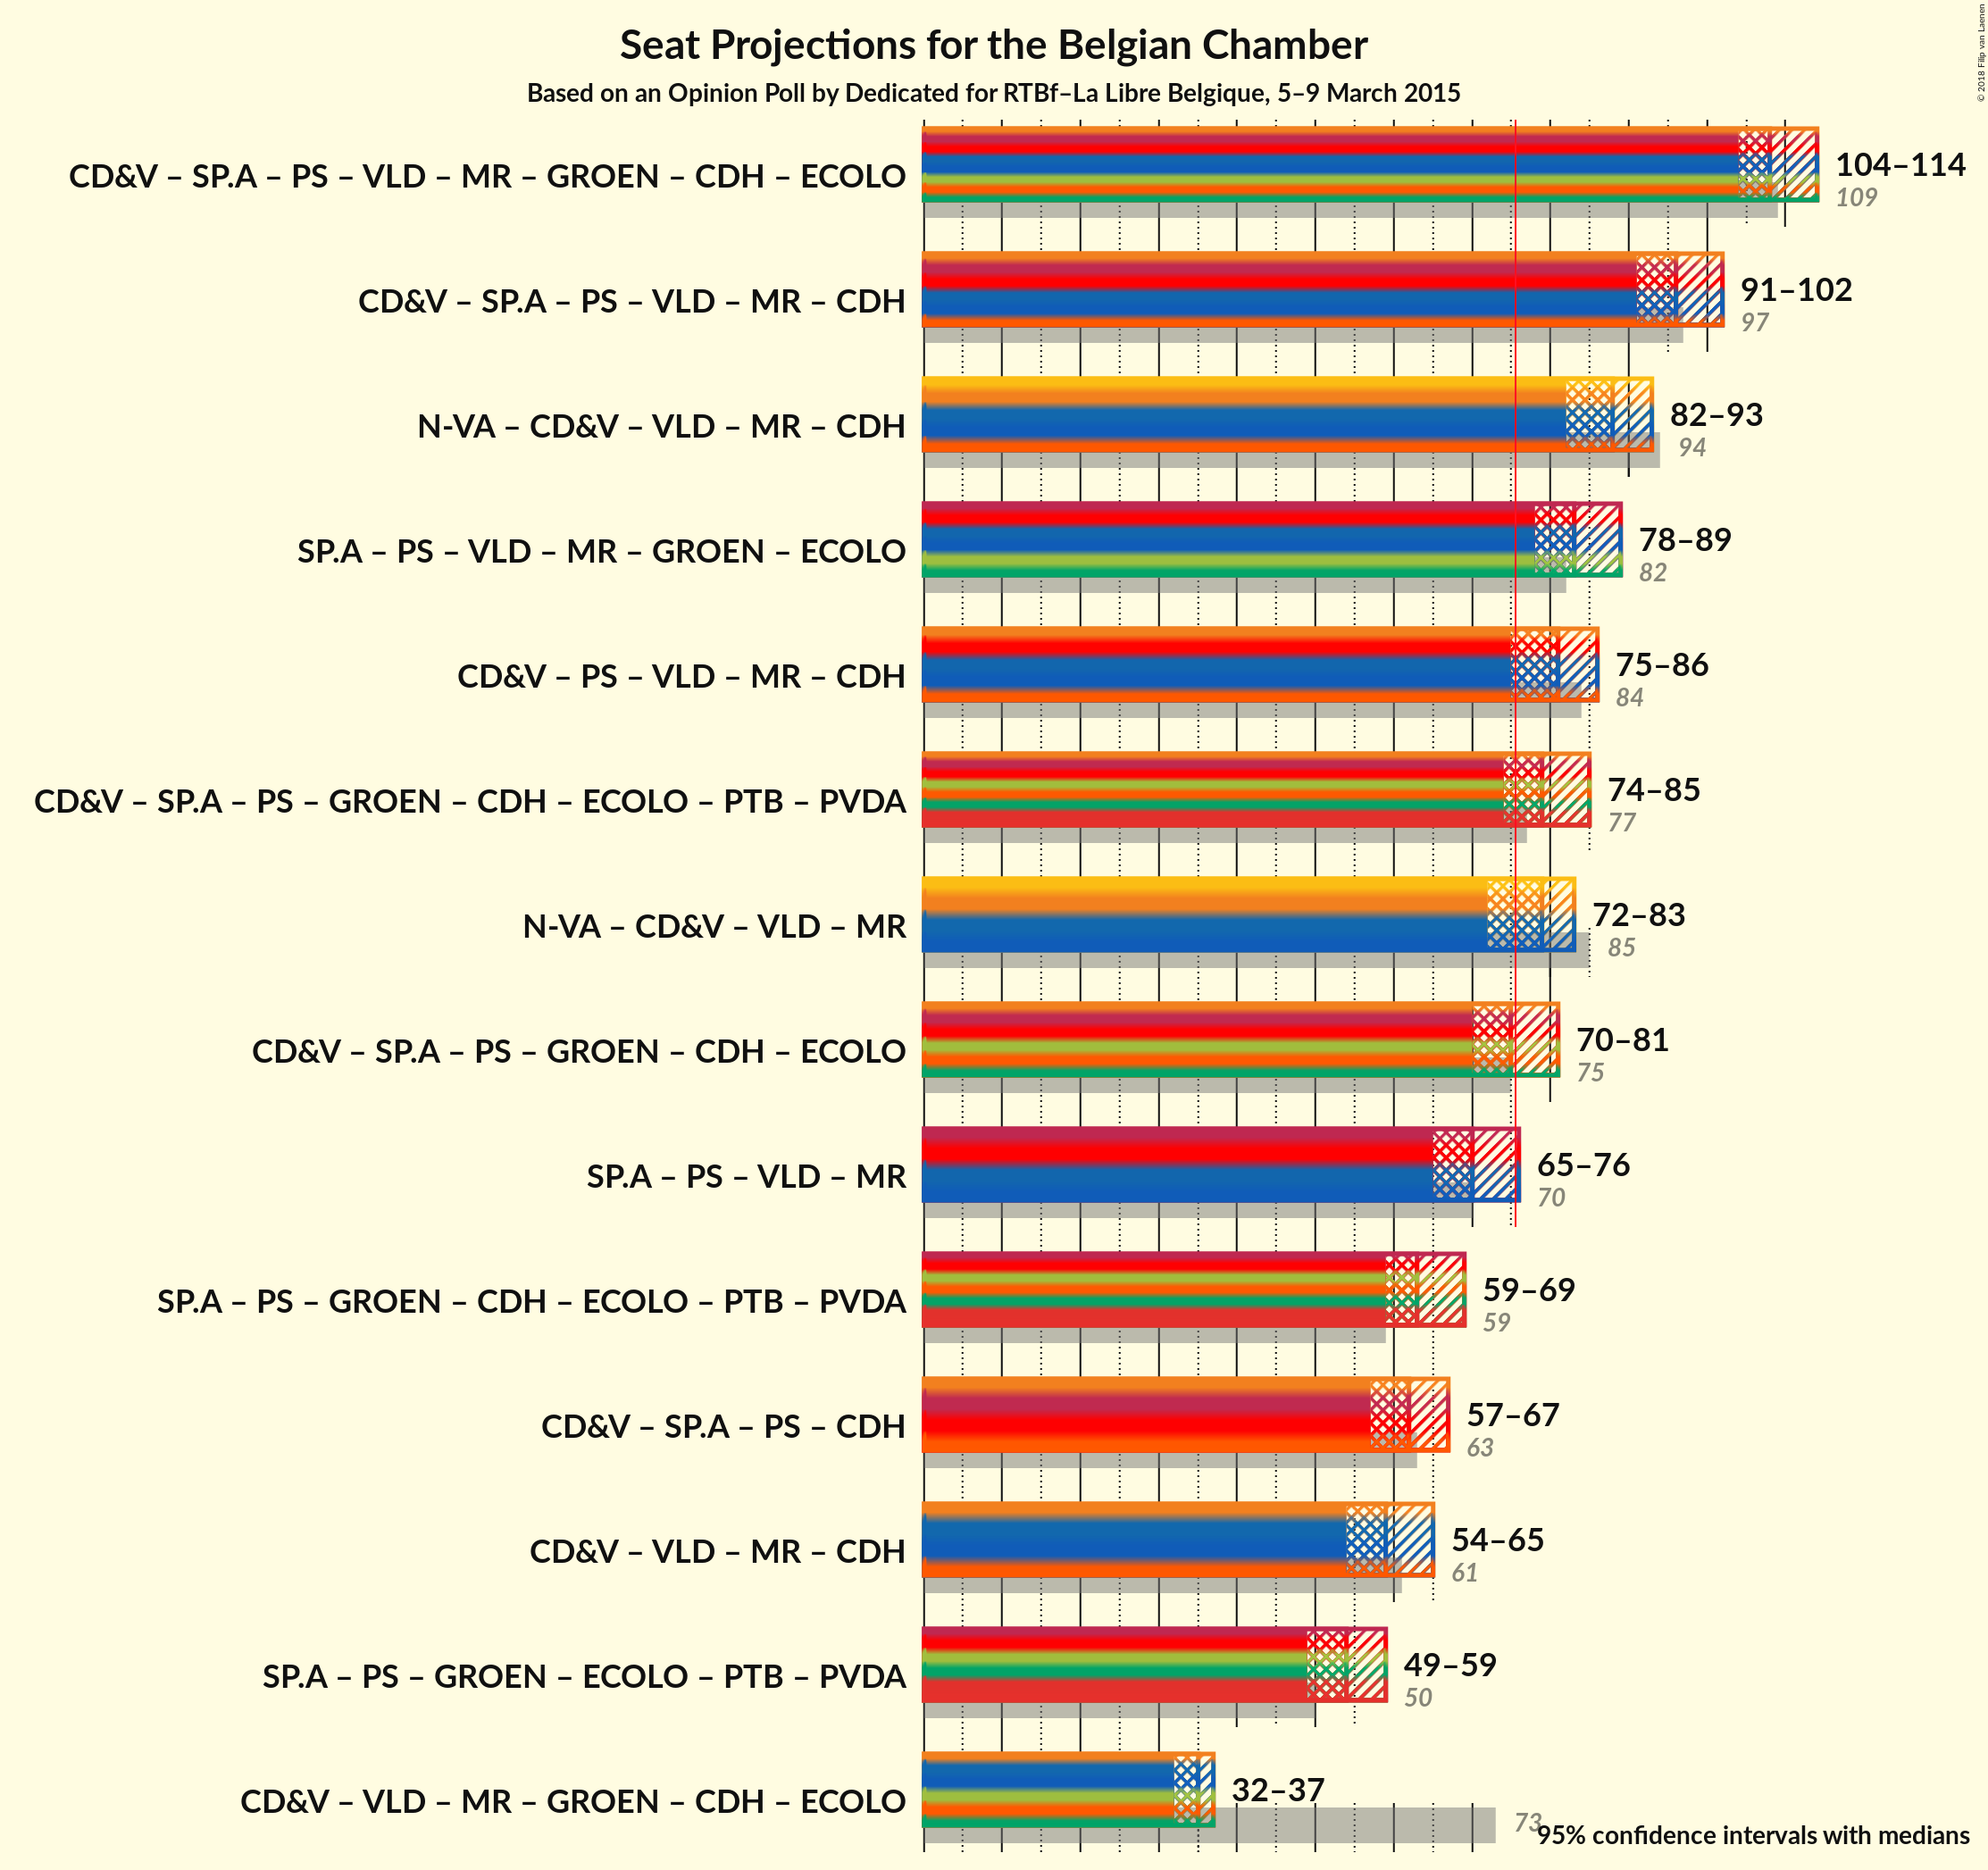 Seat Projections for the Belgian Chamber
Based on an Opinion Poll by Dedicated for RTBf–La Libre Belgique, 5–9 March 2015
© 2018 Filip van Laenen
CD&V – SP.A – PS – VLD – MR – GROEN – CDH – ECOLO
104–114
109
CD&V – SP.A – PS – VLD – MR – CDH
91–102
97
N-VA – CD&V – VLD – MR – CDH
82–93
94
SP.A – PS – VLD – MR – GROEN – ECOLO
78–89
82
CD&V – PS – VLD – MR – CDH
75–86
84
CD&V – SP.A – PS – GROEN – CDH – ECOLO – PTB – PVDA
74–85
77
N-VA – CD&V – VLD – MR
72–83
85
CD&V – SP.A – PS – GROEN – CDH – ECOLO
70–81
75
SP.A – PS – VLD – MR
65–76
70
SP.A – PS – GROEN – CDH – ECOLO – PTB – PVDA
59–69
59
CD&V – SP.A – PS – CDH
57–67
63
CD&V – VLD – MR – CDH
54–65
61
SP.A – PS – GROEN – ECOLO – PTB – PVDA
49–59
50
CD&V – VLD – MR – GROEN – CDH – ECOLO
32–37
73
95% confidence intervals with medians